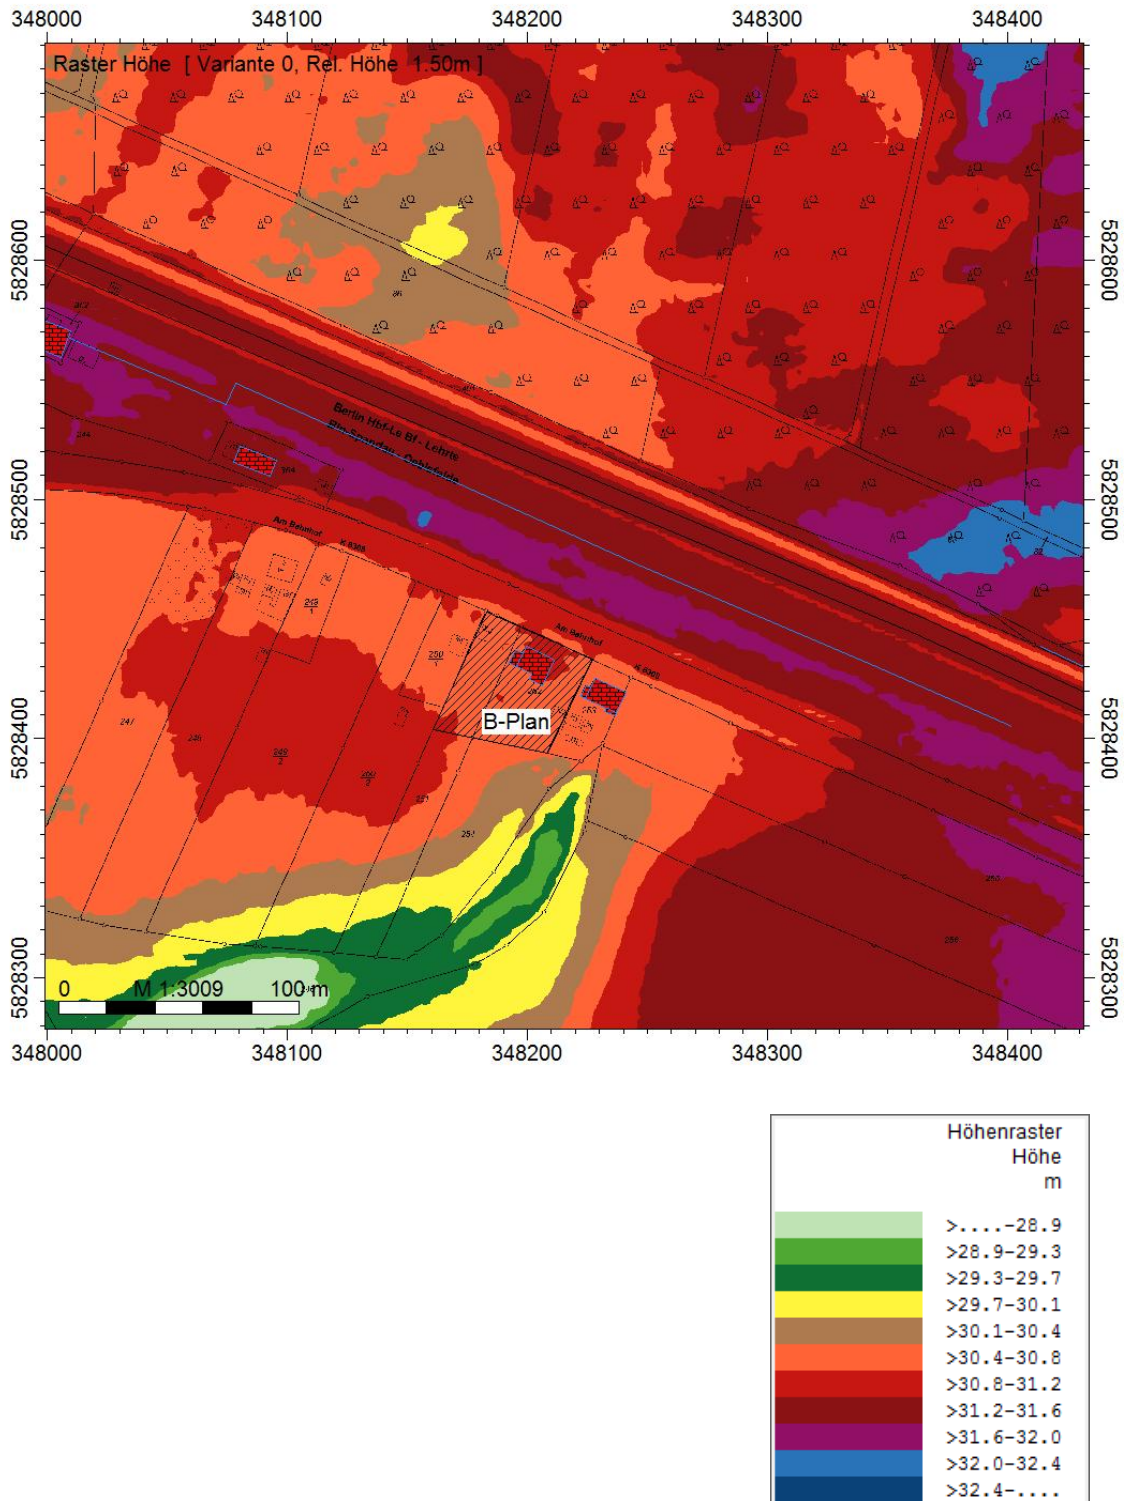 348000 348100 348200 348300 348400
Raster Höhe [ Variante 0, Rel. Höhe 1.50m ]
5828600
5828600
86
Berlin Hbf-Le Bf - Lehrte
244
5828500
5828500
Am Bahnhof
Am Bahnhof
B-Plan
247
5828400
5828400
5828300
5828300
0 M 1:3009 100 m
348000 348100 348200 348300 348400
Höhenraster
Höhe
m
>....-28.9
>28.9-29.3
>29.3-29.7
>29.7-30.1
>30.1-30.4
>30.4-30.8
>30.8-31.2
>31.2-31.6
>31.6-32.0
>32.0-32.4
>32.4-....